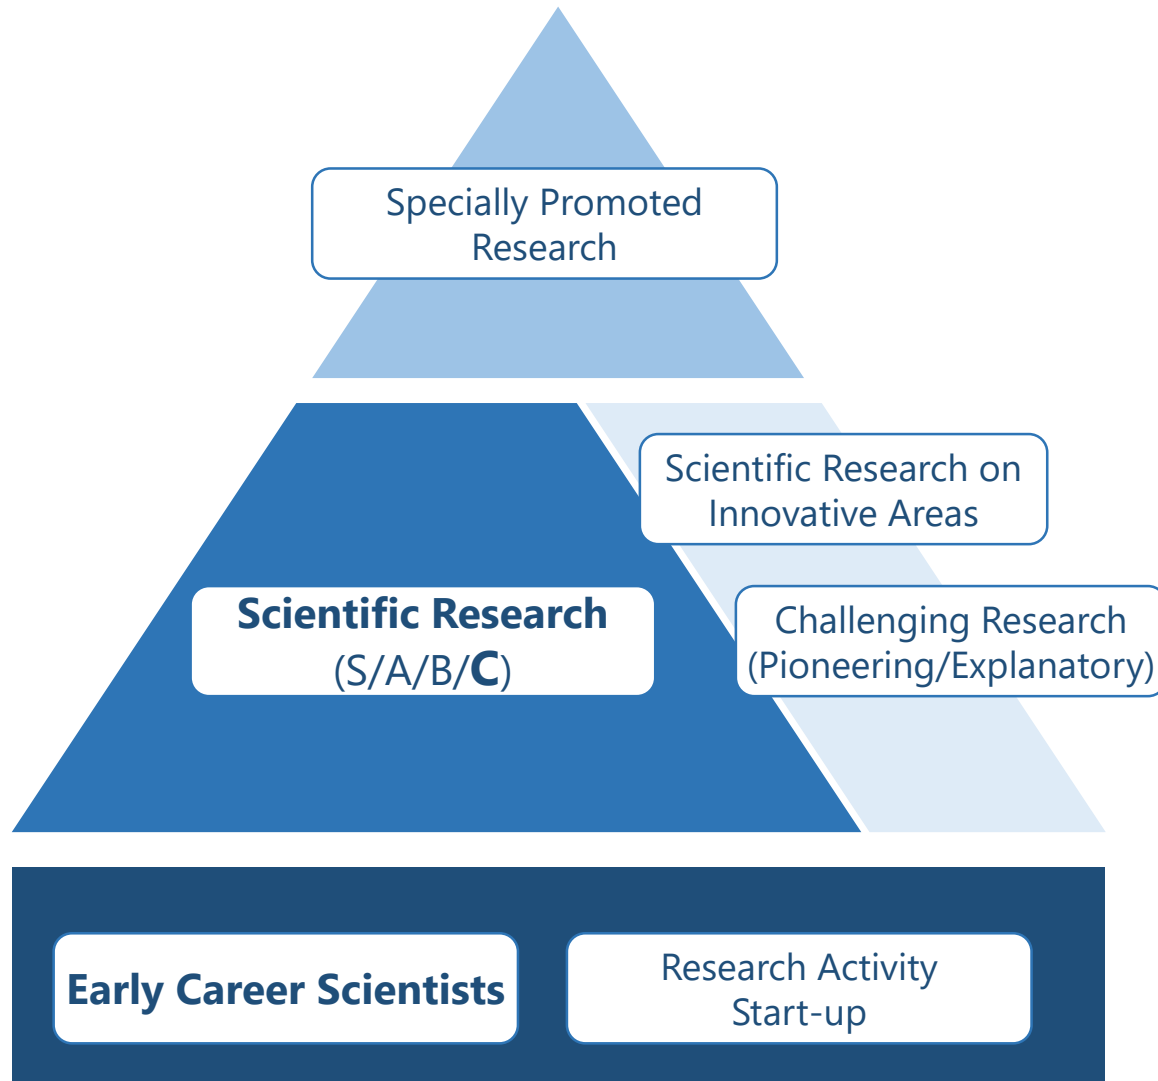 Specially Promoted
Research
Scientific Research on
Innovative Areas
Scientific Research
(S/A/B/C)
Challenging Research
(Pioneering/Explanatory)
Early Career Scientists
Research Activity
Start-up